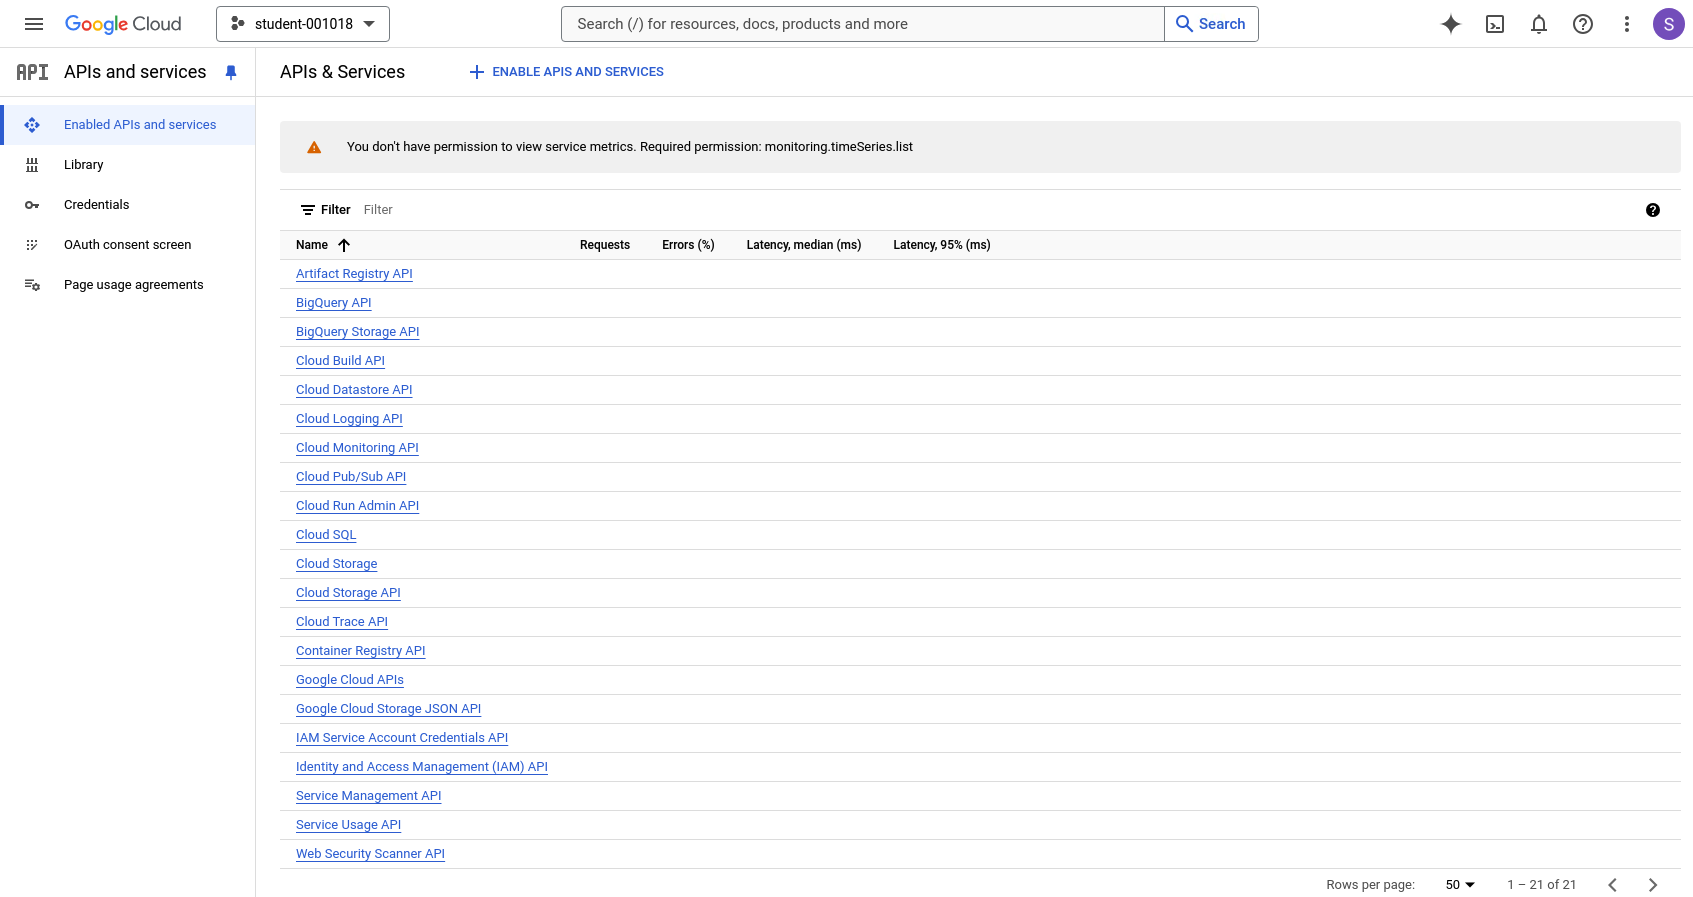 Google Cloud
student-001018
Search (/) for resources, docs, products and more
Search
S
API
APIs and services
APIs & Services
ENABLE APIS AND SERVICES
Enabled APIs and services
Library
Credentials
OAuth consent screen
Page usage agreements
You don't have permission to view service metrics. Required permission: monitoring.timeSeries.list
Filter Filter
Name Requests Errors (%) Latency, median (ms) Latency, 95% (ms)
Artifact Registry API
BigQuery API
BigQuery Storage API
Cloud Build API
Cloud Datastore API
Cloud Logging API
Cloud Monitoring API
Cloud Pub/Sub API
Cloud Run Admin API
Cloud SQL
Cloud Storage
Cloud Storage API
Cloud Trace API
Container Registry API
Google Cloud APIs
Google Cloud Storage JSON API
IAM Service Account Credentials API
Identity and Access Management (IAM) API
Service Management API
Service Usage API
Web Security Scanner API
Rows per page: 50 1 – 21 of 21